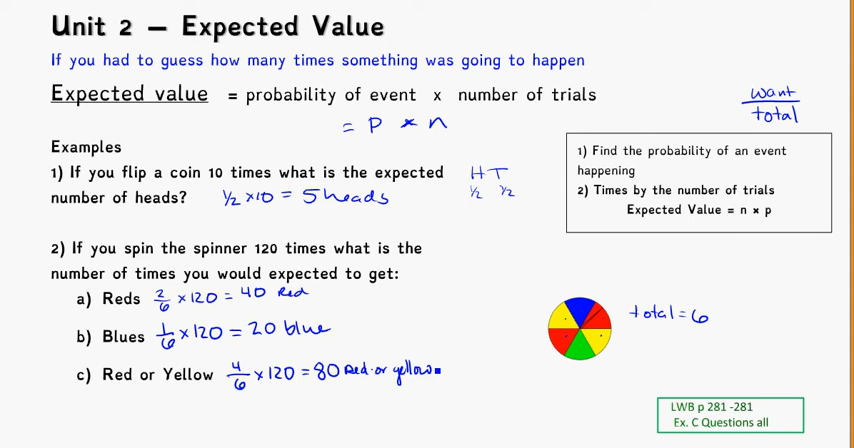 Unit 2 – Expected Value
If you had to guess how many times something was going to happen
Expected value = probability of event x number of trials
= p × n
want
total
Examples
1) If you flip a coin 10 times what is the expected
number of heads? ½ × 10 = 5 heads
H T
½ ½
1) Find the probability of an event
happening
2) Times by the number of trials
Expected Value = n × p
2) If you spin the spinner 120 times what is the
number of times you would expected to get:
a) Reds 2/6 × 120 = 40 Red
b) Blues 1/6 × 120 = 20 blue
c) Red or Yellow 4/6 × 120 = 80 Red or yellow
total = 6
LWB p 281 -281
Ex. C Questions all